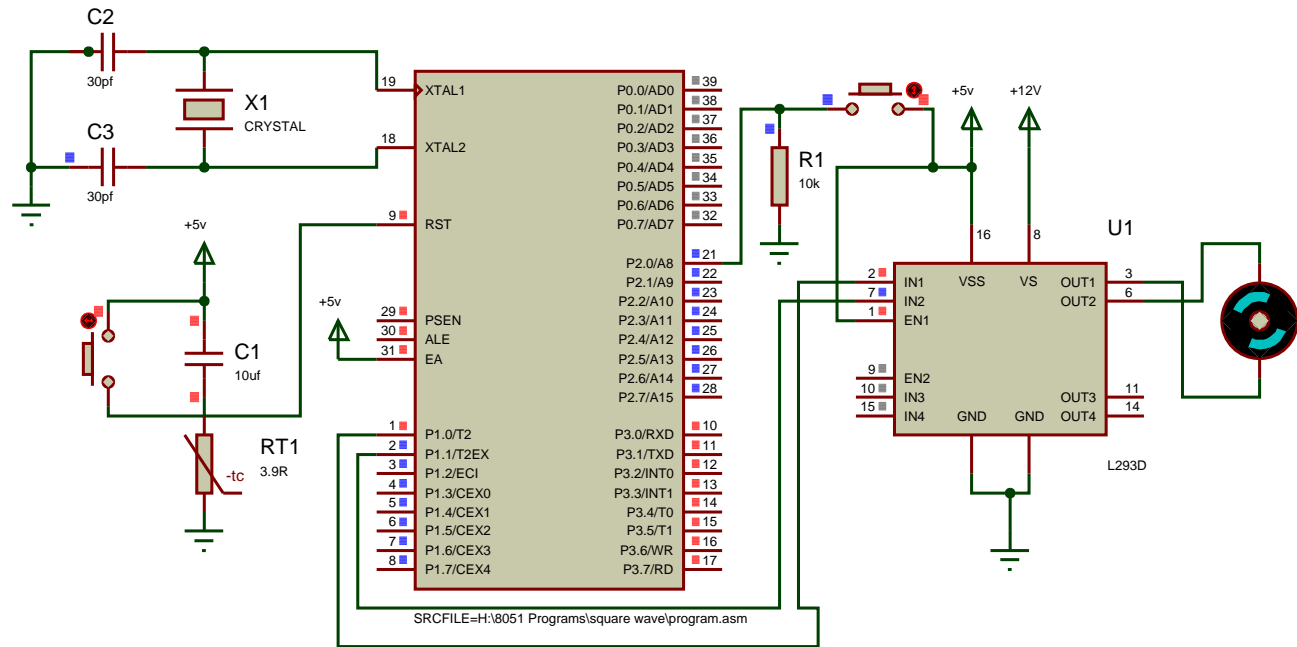 C2
30pf
X1
CRYSTAL
C3
30pf
+5v
C1
10uf
RT1
3.9R
-tc
+5v
19 XTAL1
18 XTAL2
9 RST
29 PSEN
30 ALE
31 EA
1 P1.0/T2
2 P1.1/T2EX
3 P1.2/ECI
4 P1.3/CEX0
5 P1.4/CEX1
6 P1.5/CEX2
7 P1.6/CEX3
8 P1.7/CEX4
P0.0/AD0 39
P0.1/AD1 38
P0.2/AD2 37
P0.3/AD3 36
P0.4/AD4 35
P0.5/AD5 34
P0.6/AD6 33
P0.7/AD7 32
P2.0/A8 21
P2.1/A9 22
P2.2/A10 23
P2.3/A11 24
P2.4/A12 25
P2.5/A13 26
P2.6/A14 27
P2.7/A15 28
P3.0/RXD 10
P3.1/TXD 11
P3.2/INT0 12
P3.3/INT1 13
P3.4/T0 14
P3.5/T1 15
P3.6/WR 16
P3.7/RD 17
SRCFILE=H:\8051 Programs\square wave\program.asm
R1
10k
+5v
+12V
16
8
U1
VSS
VS
2 IN1
7 IN2
1 EN1
9 EN2
10 IN3
15 IN4
OUT1 3
OUT2 6
OUT3 11
OUT4 14
GND
GND
L293D